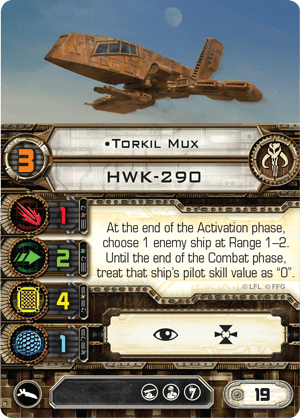 •Torkil Mux
3
HWK-290
1
At the end of the Activation phase,
choose 1 enemy ship at Range 1–2.
Until the end of the Combat phase,
treat that ship's pilot skill value as "0".
©LFL ©FFG
2
4
1
19